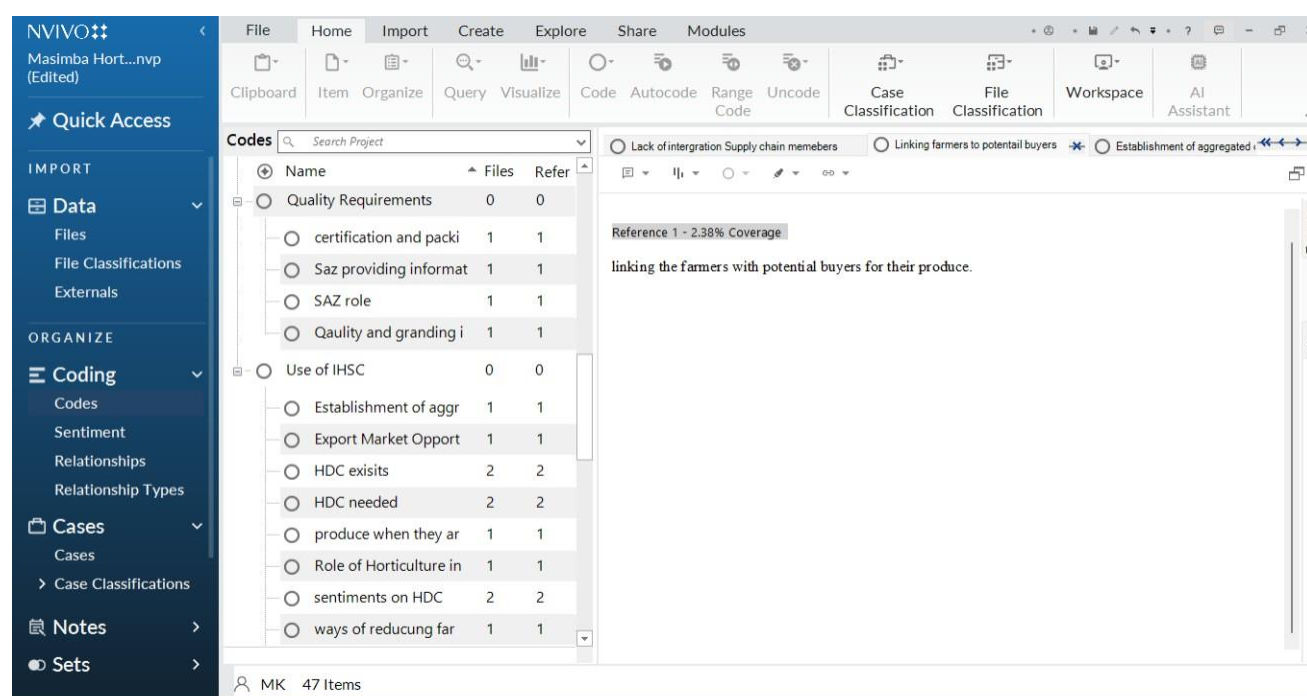 NVIVO
Masimba Hort...nvp
(Edited)
Quick Access
IMPORT
Data
Files
File Classifications
Externals
ORGANIZE
Coding
Codes
Sentiment
Relationships
Relationship Types
Cases
Cases
Case Classifications
Notes
Sets
File Home Import Create Explore Share Modules
Clipboard Item Organize Query Visualize Code Autocode Range Code Uncode Case Classification File Classification Workspace AI Assistant
Codes Search Project
Name Files Refer
Quality Requirements 0 0
certification and packi 1 1
Saz providing informat 1 1
SAZ role 1 1
Qaulity and granding i 1 1
Use of IHSC 0 0
Establishment of aggr 1 1
Export Market Opport 1 1
HDC exisits 2 2
HDC needed 2 2
produce when they ar 1 1
Role of Horticulture in 1 1
sentiments on HDC 2 2
ways of reducung far 1 1
Lack of intergration Supply chain memebers Linking farmers to potentail buyers Establishment of aggregated
Reference 1 - 2.38% Coverage
linking the farmers with potential buyers for their produce.
MK 47 Items